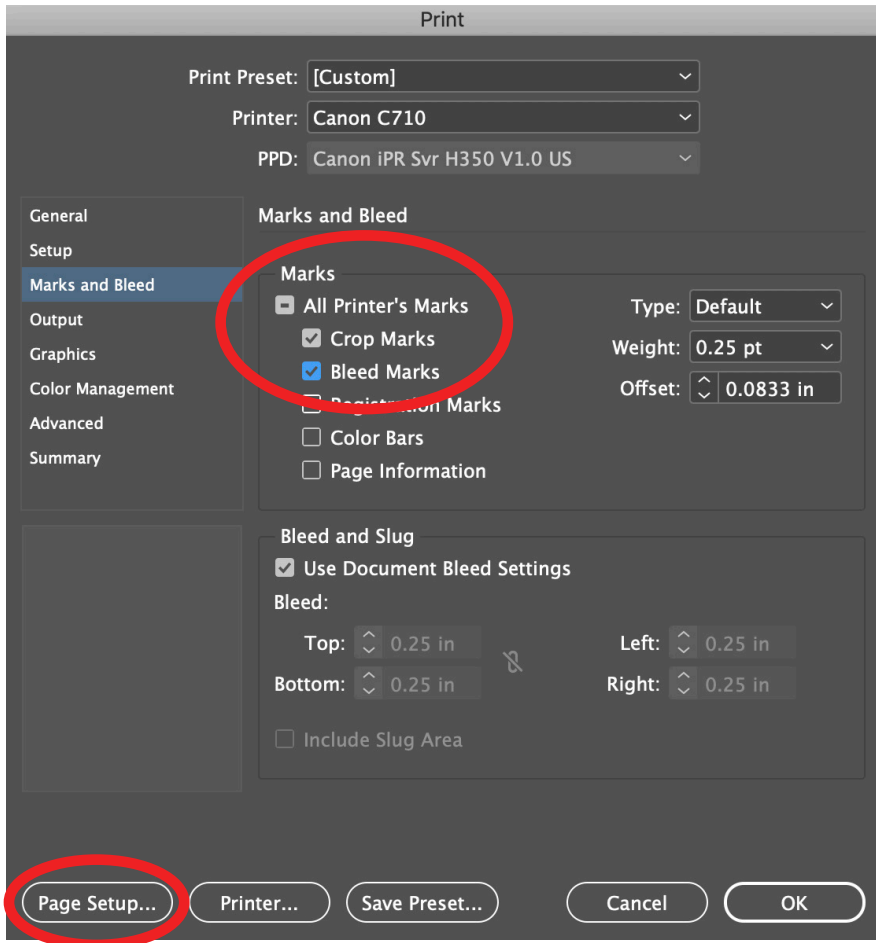 Print
Print Preset: [Custom]
Printer: Canon C710
PPD: Canon iPR Svr H350 V1.0 US
General
Setup
Marks and Bleed
Output
Graphics
Color Management
Advanced
Summary
Marks and Bleed
Marks
All Printer's Marks
Crop Marks
Bleed Marks
Registration Marks
Color Bars
Page Information
Type: Default
Weight: 0.25 pt
Offset: 0.0833 in
Bleed and Slug
Use Document Bleed Settings
Bleed:
Top: 0.25 in Left: 0.25 in
Bottom: 0.25 in Right: 0.25 in
Include Slug Area
Page Setup... Printer... Save Preset... Cancel OK